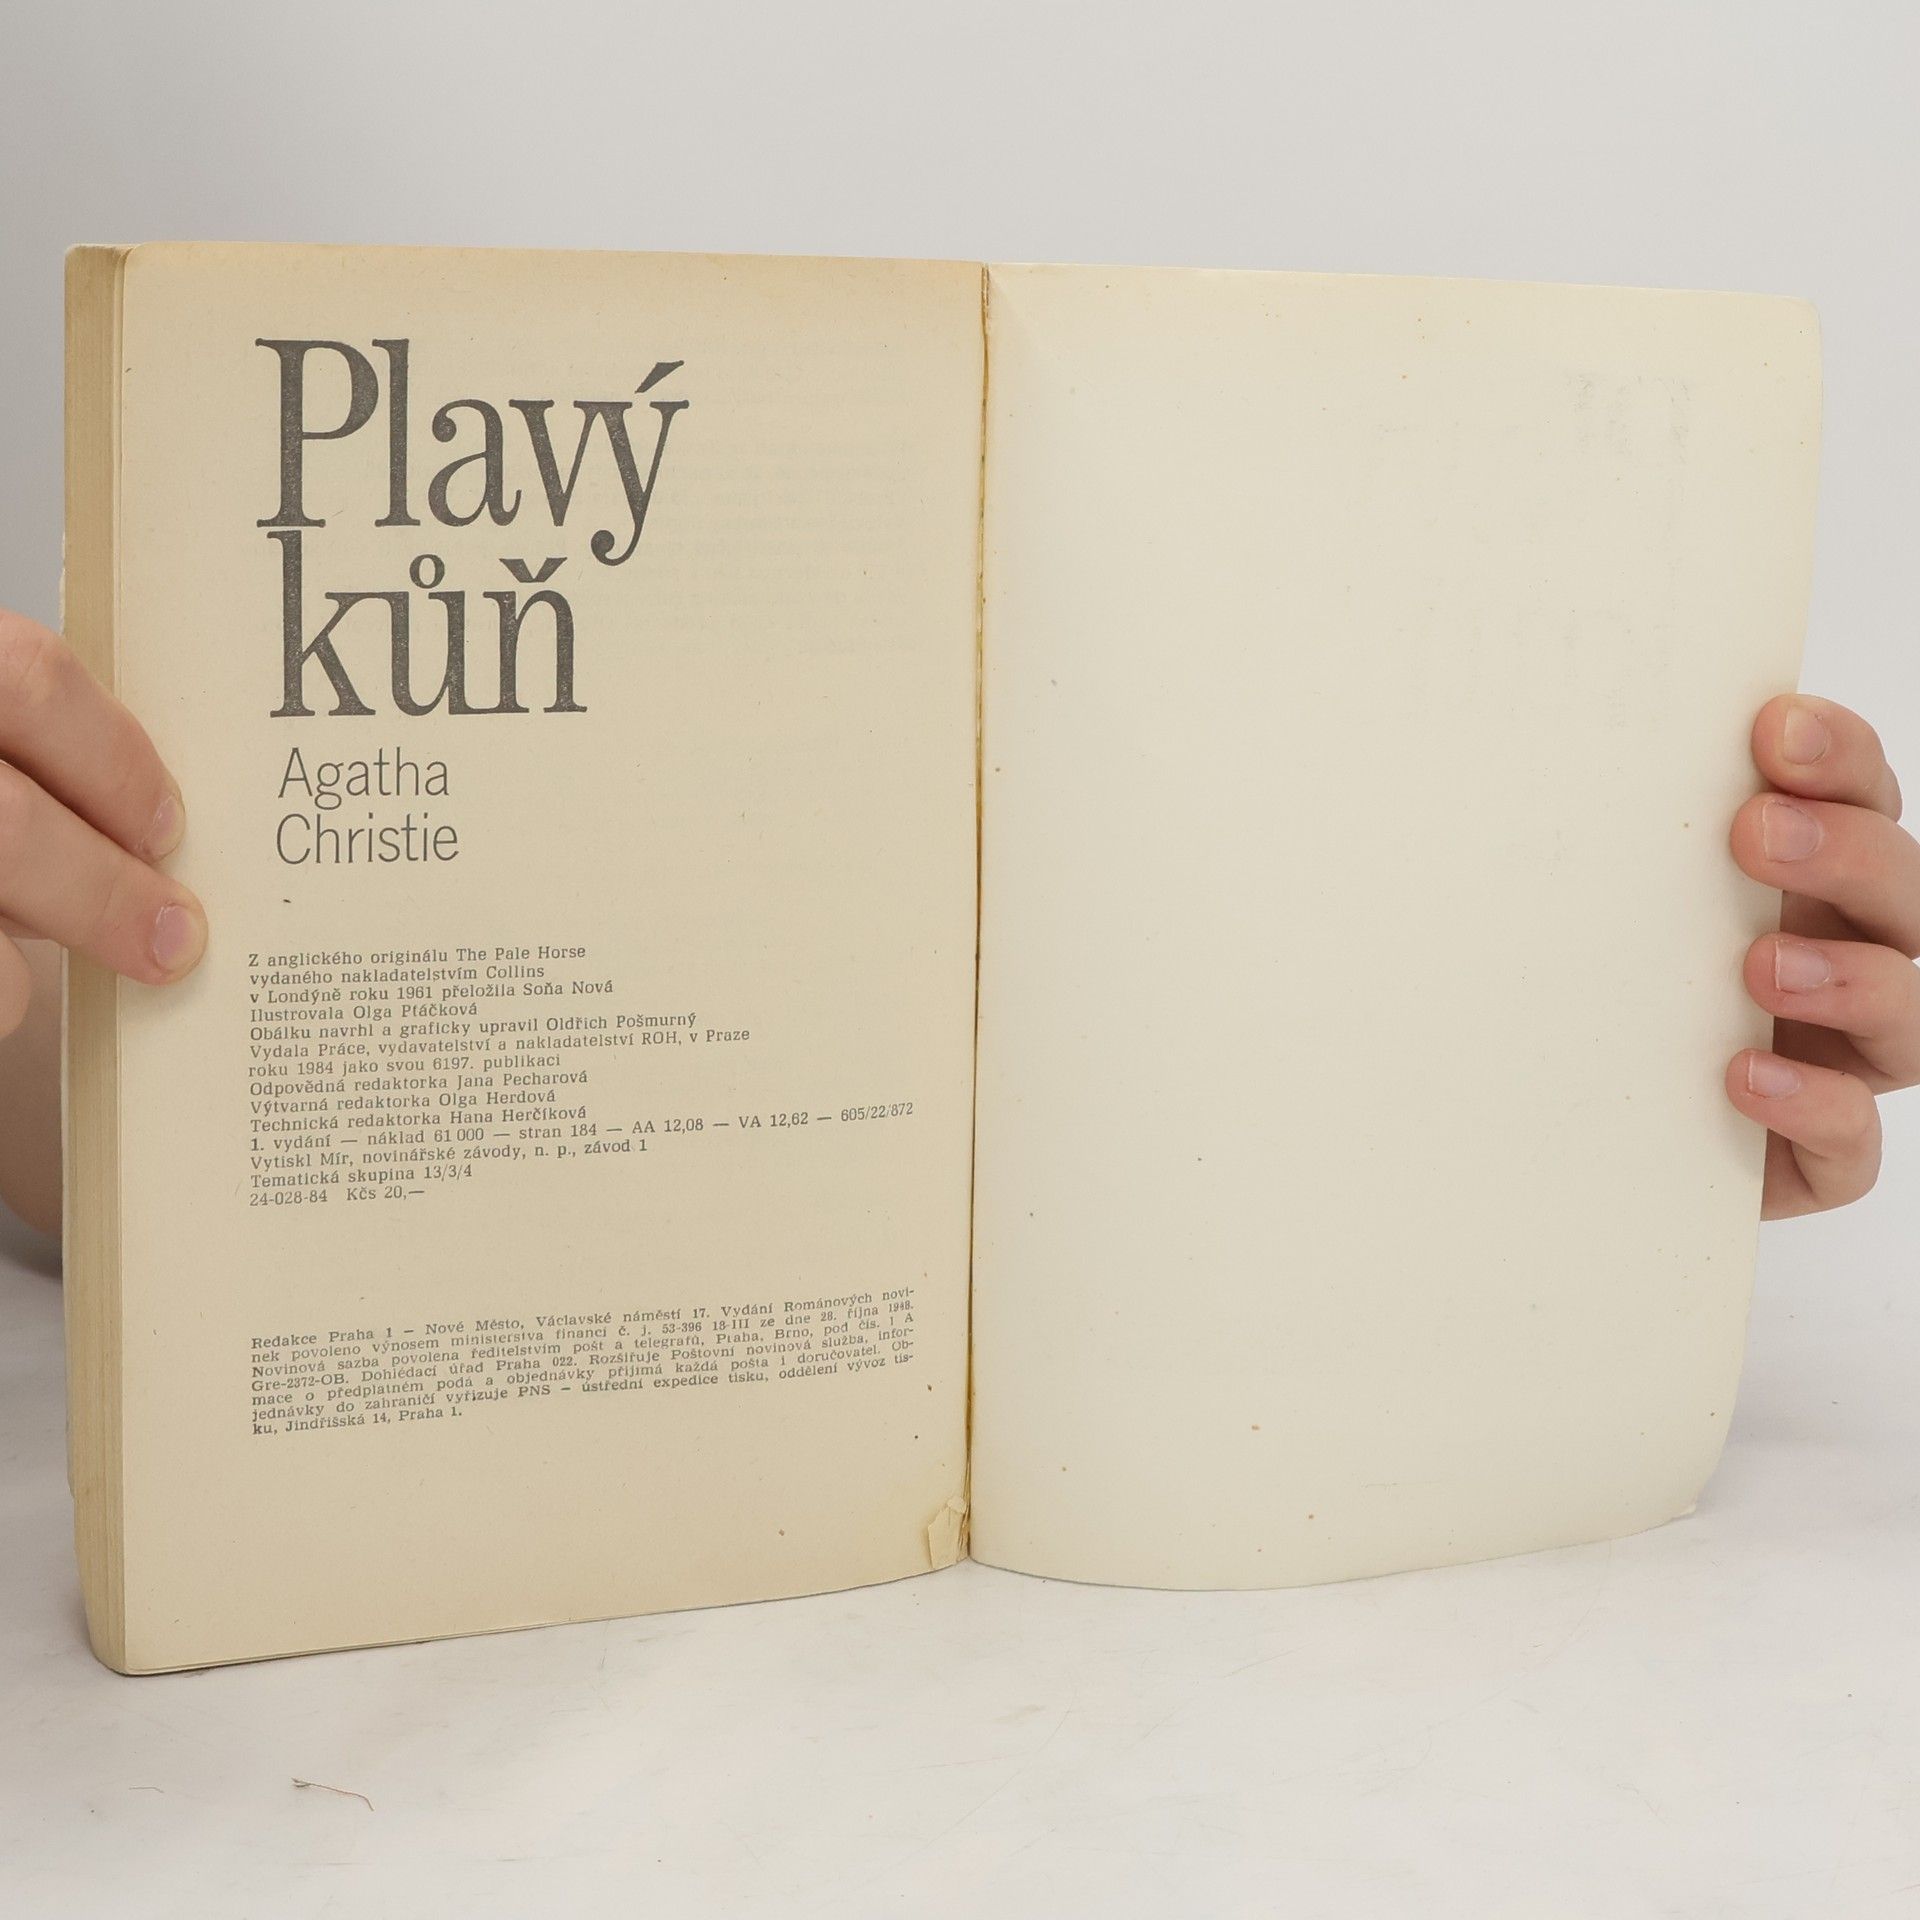 Plavý
kůň
Agatha
Christie
Z anglického originálu The Pale Horse
vydaného nakladatelstvím Collins
v Londýně roku 1961 přeložila Soňa Nová
Ilustrovala Olga Ptáčková
Obálku navrhl a graficky upravil Oldřich Pošmurný
Vydala Práce, vydavatelství a nakladatelství ROH, v Praze
roku 1984 jako svou 6197. publikaci
Odpovědná redaktorka Jana Pecharová
Výtvarná redaktorka Olga Herdová
Technická redaktorka Hana Herčíková
1. vydání — náklad 61 000 — stran 184 — AA 12,08 — VA 12,62 — 605/22/872
Vytiskl Mír, novinářské závody, n. p., závod 1
Tematická skupina 13/3/4
24-028-84 Kčs 20,—
Redakce Praha 1 – Nové Město, Václavské náměstí 17. Vydání Románových novi-
nek povoleno výnosem ministerstva financí č. j. 53-396 18-III ze dne 28. října 1948.
Novinová sazba povolena ředitelstvím pošt a telegrafů, Praha, Brno, pod čís. 1 A
Gre-2372-OB. Dohlédací úřad Praha 022. Rozšiřuje Poštovní novinová služba, infor-
mace o předplatném podá a objednávky přijímá každá pošta i doručovatel. Ob-
jednávky do zahraničí vyřizuje PNS – ústřední expedice tisku, oddělení vývoz tis-
ku, Jindřišská 14, Praha 1.